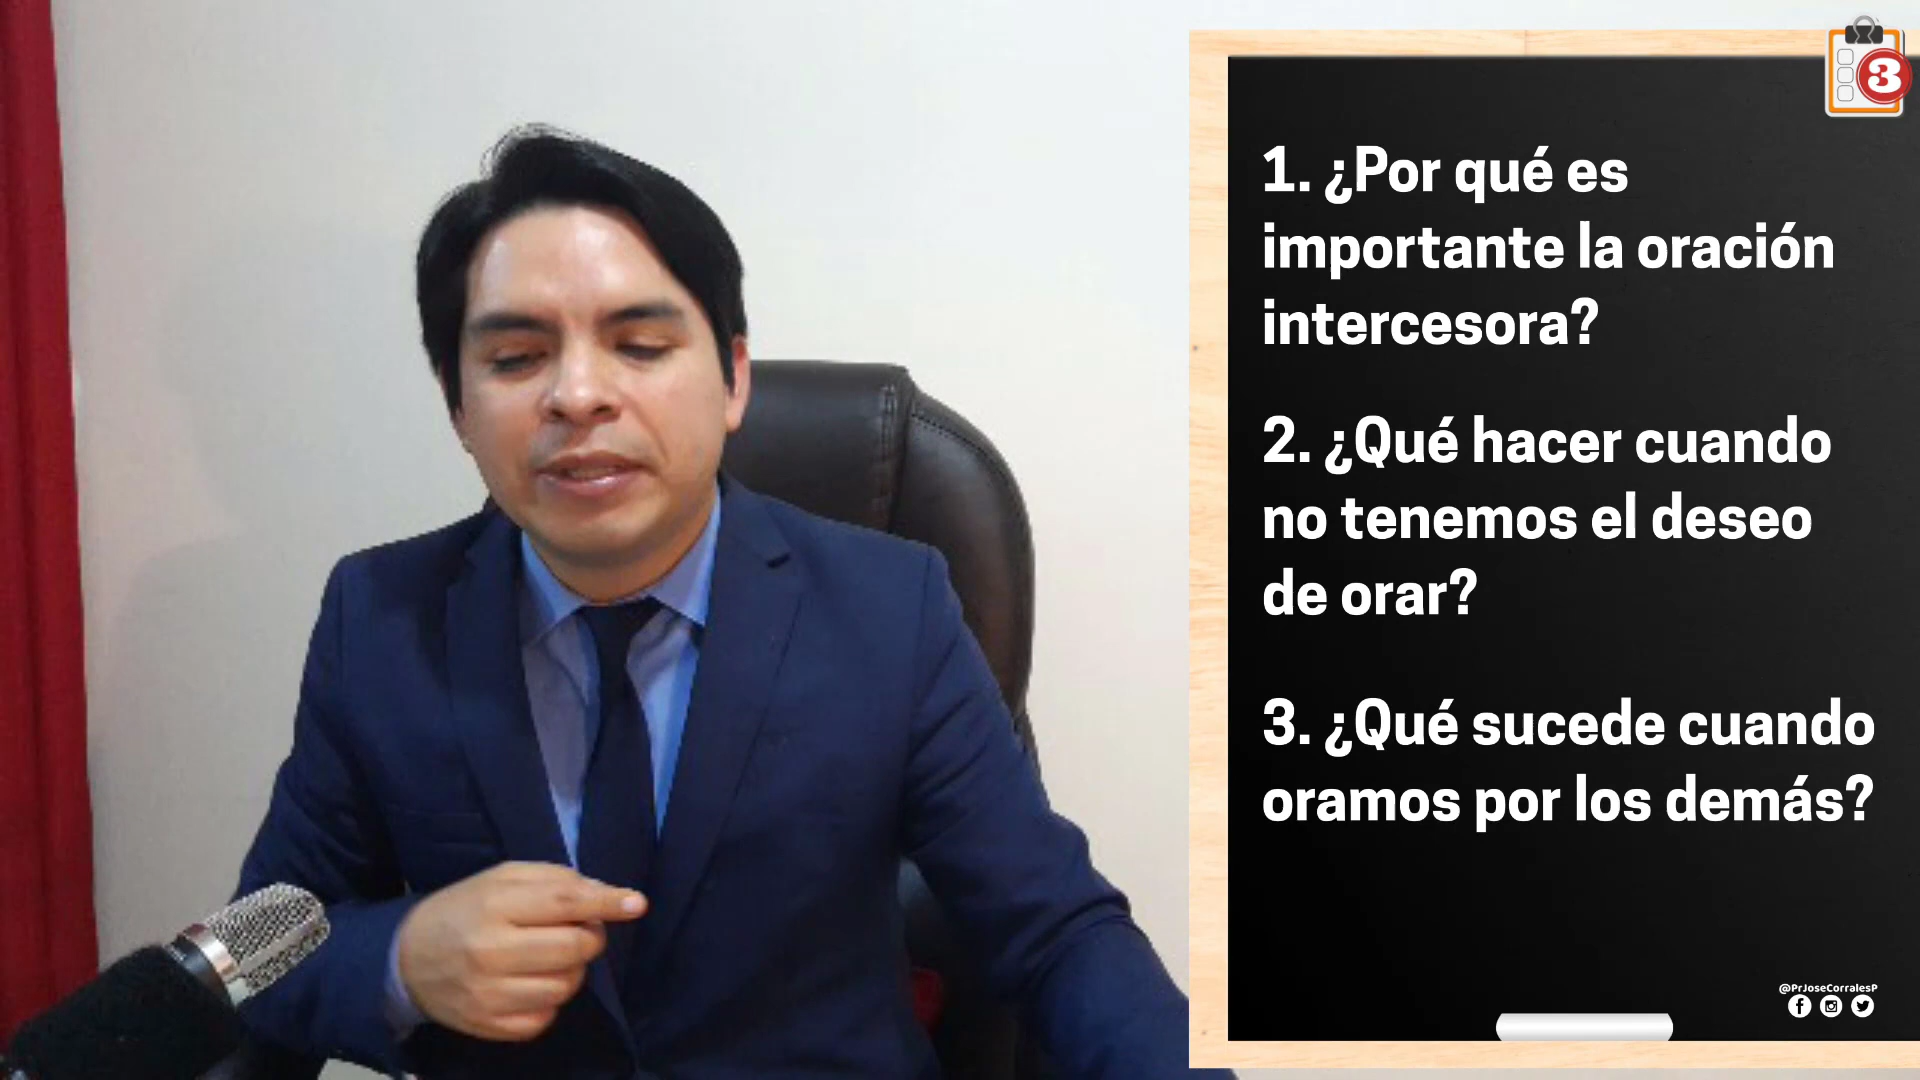 3
1. ¿Por qué es
importante la oración
intercesora?
2. ¿Qué hacer cuando
no tenemos el deseo
de orar?
3. ¿Qué sucede cuando
oramos por los demás?
@PrJoseCorralesP